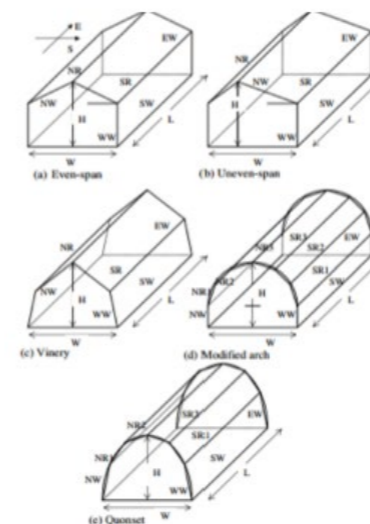 E
S
NR
EW
NW
SR
H
SW
WW
L
W
(a) Even-span
NR
EW
NW
SR
H
SW
WW
L
W
(b) Uneven-span
NR
EW
NW
SR
H
SW
WW
L
W
(c) Vinery
SR3
EW
NR3
SR2
NR2
SR1
NR1
H
SW
NW
WW
L
W
(d) Modified arch
NR2
SR2
EW
SR1
NR1
SW
NW
H
WW
L
W
(e) Quonset